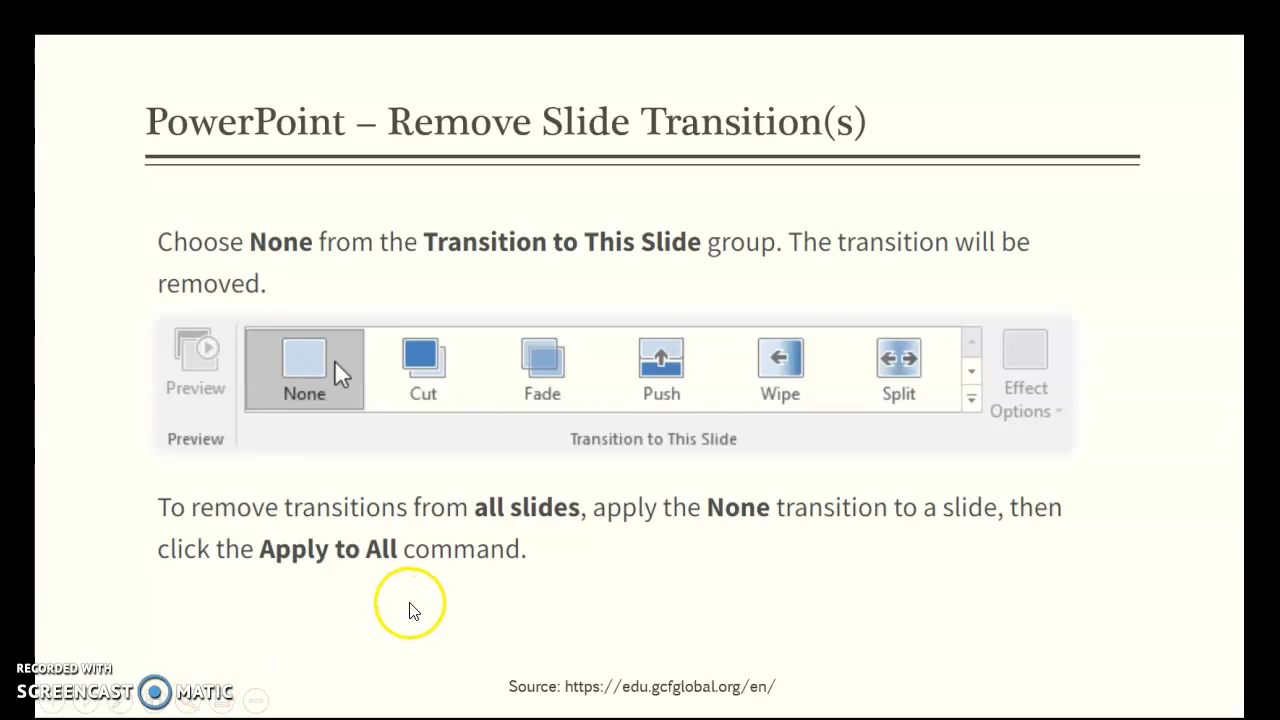 PowerPoint – Remove Slide Transition(s)
Choose None from the Transition to This Slide group. The transition will be
removed.
Preview
None
Cut
Fade
Push
Wipe
Split
Effect
Options
Preview
Transition to This Slide
To remove transitions from all slides, apply the None transition to a slide, then
click the Apply to All command.
RECORDED WITH
SCREENCAST MATIC
Source: https://edu.gcfglobal.org/en/